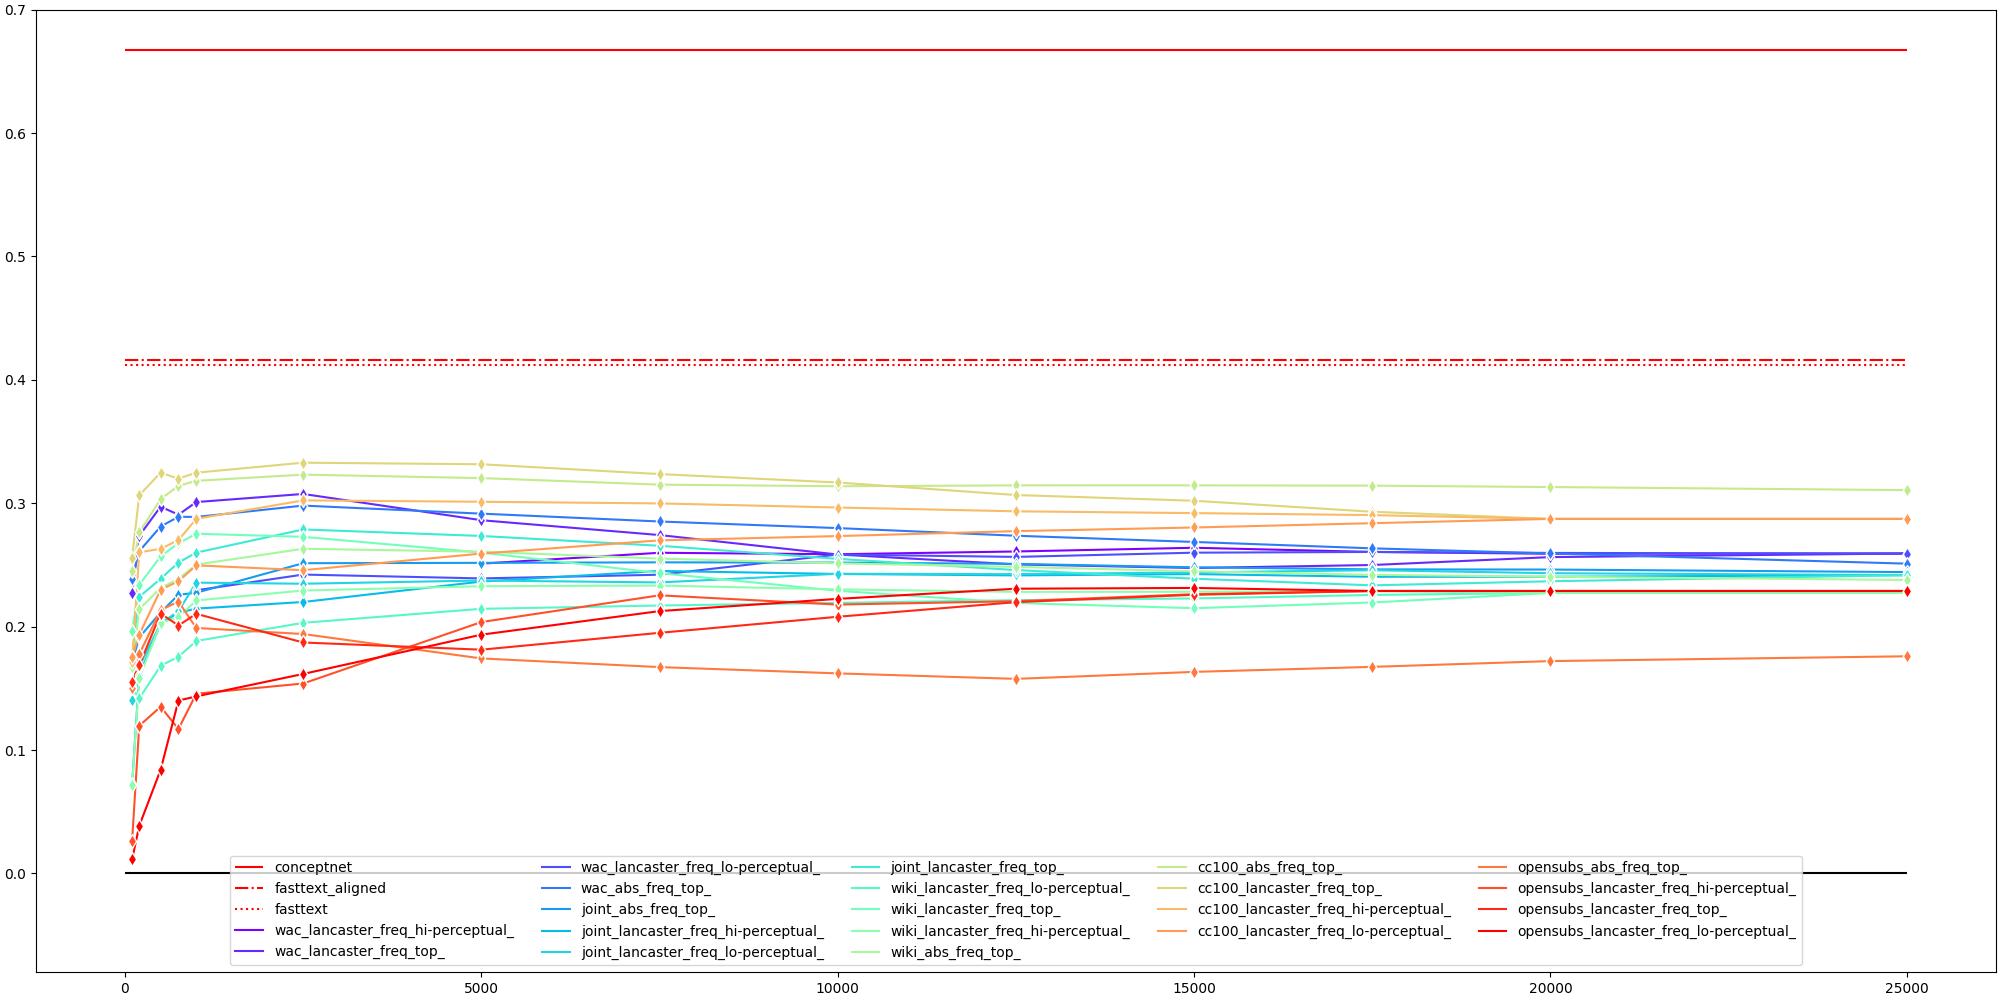 0.7
0.6
0.5
0.4
0.3
0.2
0.1
0.0
conceptnet
fasttext_aligned
fasttext
wac_lancaster_freq_hi-perceptual_
wac_lancaster_freq_top_
wac_lancaster_freq_lo-perceptual_
wac_abs_freq_top_
joint_abs_freq_top_
joint_lancaster_freq_hi-perceptual_
joint_lancaster_freq_lo-perceptual_
joint_lancaster_freq_top_
wiki_lancaster_freq_lo-perceptual_
wiki_lancaster_freq_top_
wiki_lancaster_freq_hi-perceptual_
wiki_abs_freq_top_
cc100_abs_freq_top_
cc100_lancaster_freq_top_
cc100_lancaster_freq_hi-perceptual_
cc100_lancaster_freq_lo-perceptual_
opensubs_abs_freq_top_
opensubs_lancaster_freq_hi-perceptual_
opensubs_lancaster_freq_top_
opensubs_lancaster_freq_lo-perceptual_
0 5000 10000 15000 20000 25000